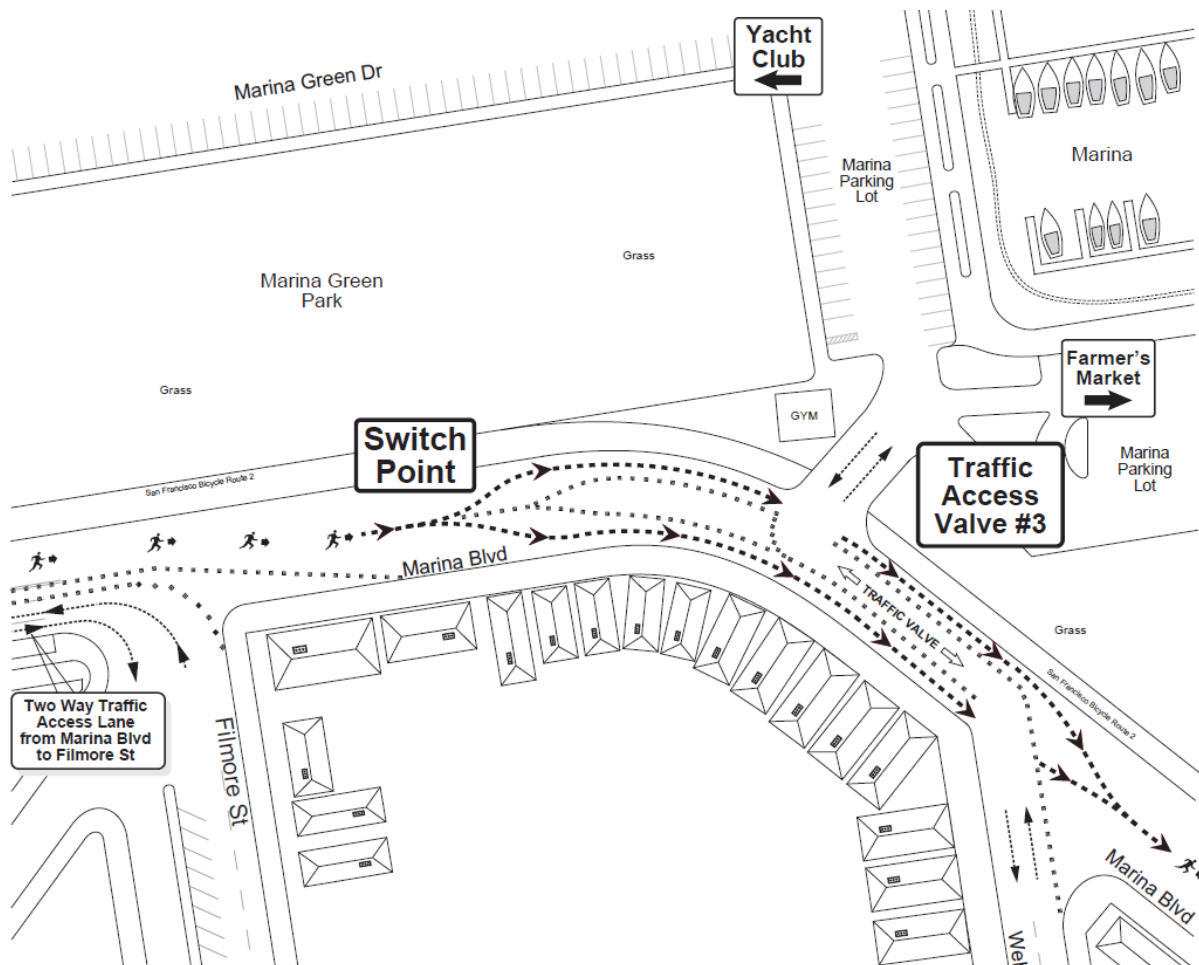 Yacht
Club
Marina Green Dr
Marina
Parking
Lot
Marina
Grass
Marina Green
Park
Farmer's
Market
Grass
GYM
Switch
Point
Traffic
Access
Valve #3
Marina
Parking
Lot
San Francisco Bicycle Route 2
Marina Blvd
TRAFFIC VALVE
Grass
San Francisco Bicycle Route 2
Two Way Traffic
Access Lane
from Marina Blvd
to Filmore St
Filmore St
Marina Blvd